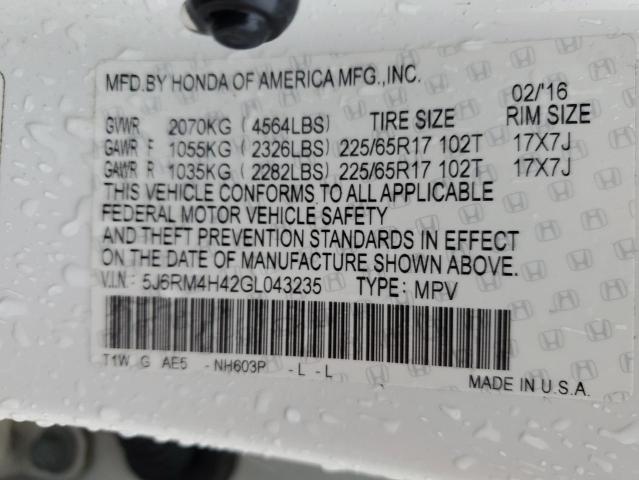 MFD.BY HONDA OF AMERICA MFG.,INC.
02/'16
GVWR 2070KG (4564LBS) TIRE SIZE RIM SIZE
GAWR F 1055KG (2326LBS) 225/65R17 102T 17X7J
GAWR R 1035KG (2282LBS) 225/65R17 102T 17X7J
THIS VEHICLE CONFORMS TO ALL APPLICABLE
FEDERAL MOTOR VEHICLE SAFETY
AND THEFT PREVENTION STANDARDS IN EFFECT
ON THE DATE OF MANUFACTURE SHOWN ABOVE.
V.I.N.: 5J6RM4H42GL043235 TYPE: MPV
T1W G AE5 -NH603P -L -L
MADE IN U.S.A.